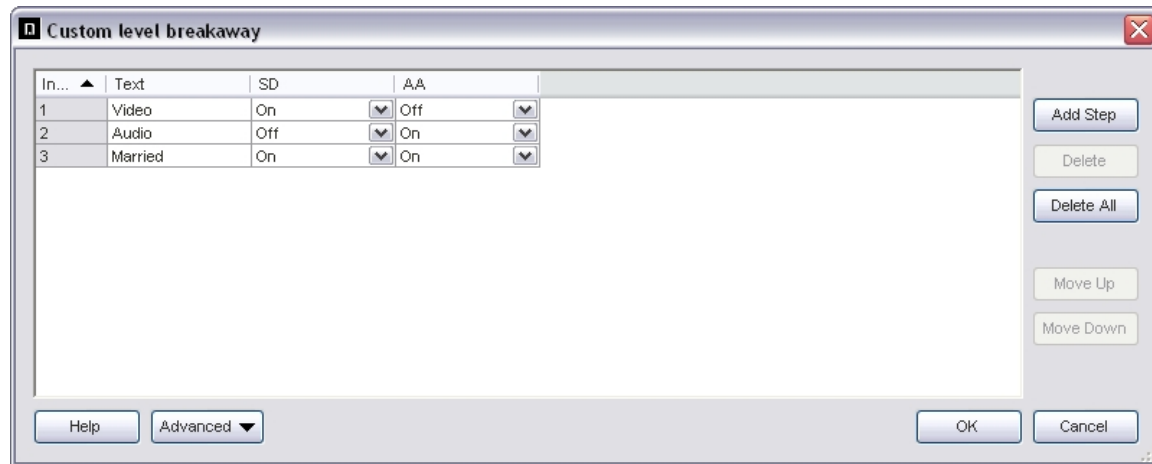 Custom level breakaway
In... Text SD AA
1 Video On Off
2 Audio Off On
3 Married On On
Add Step
Delete
Delete All
Move Up
Move Down
Help Advanced OK Cancel